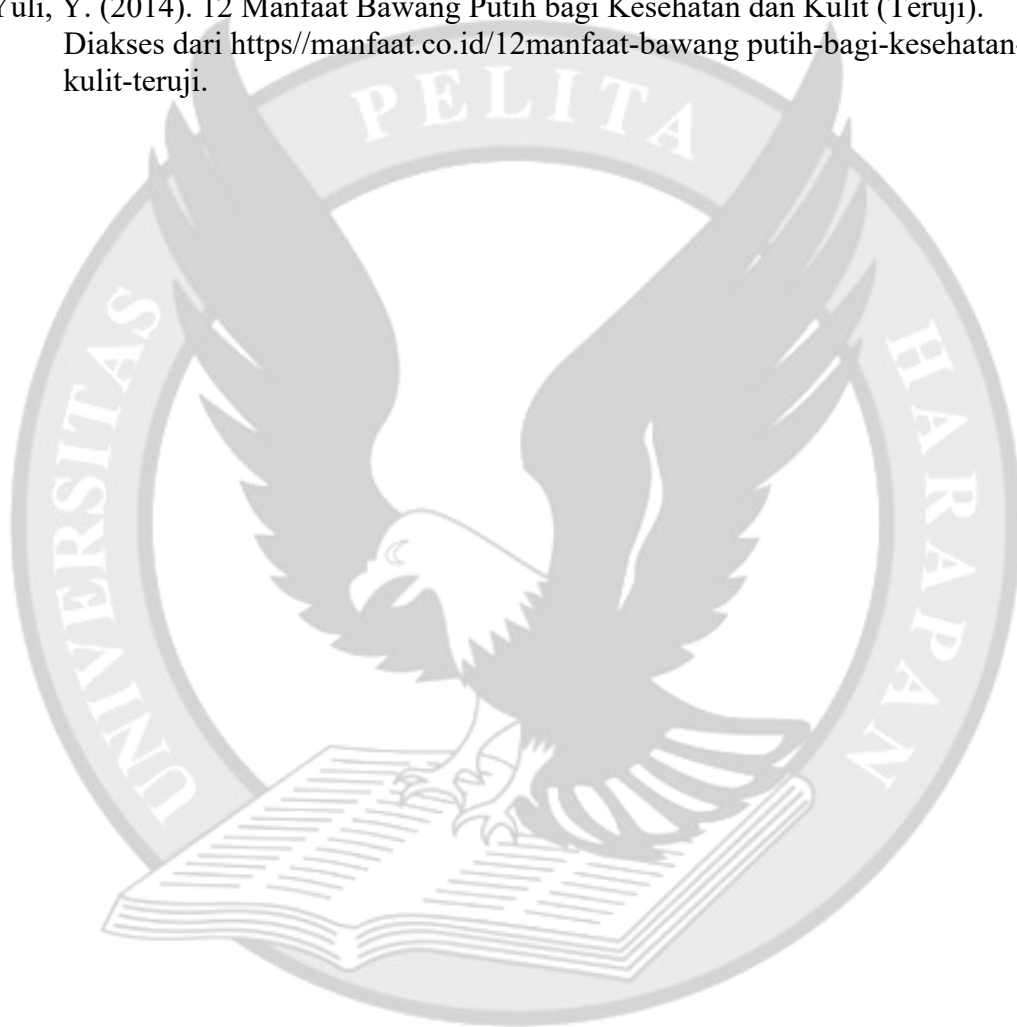 Yuli, Y. (2014). 12 Manfaat Bawang Putih bagi Kesehatan dan Kulit (Teruji).
Diakses dari https//manfaat.co.id/12manfaat-bawang putih-bagi-kesehatan-
kulit-teruji.
PELITA
UNIVERSITAS
HARAPAN